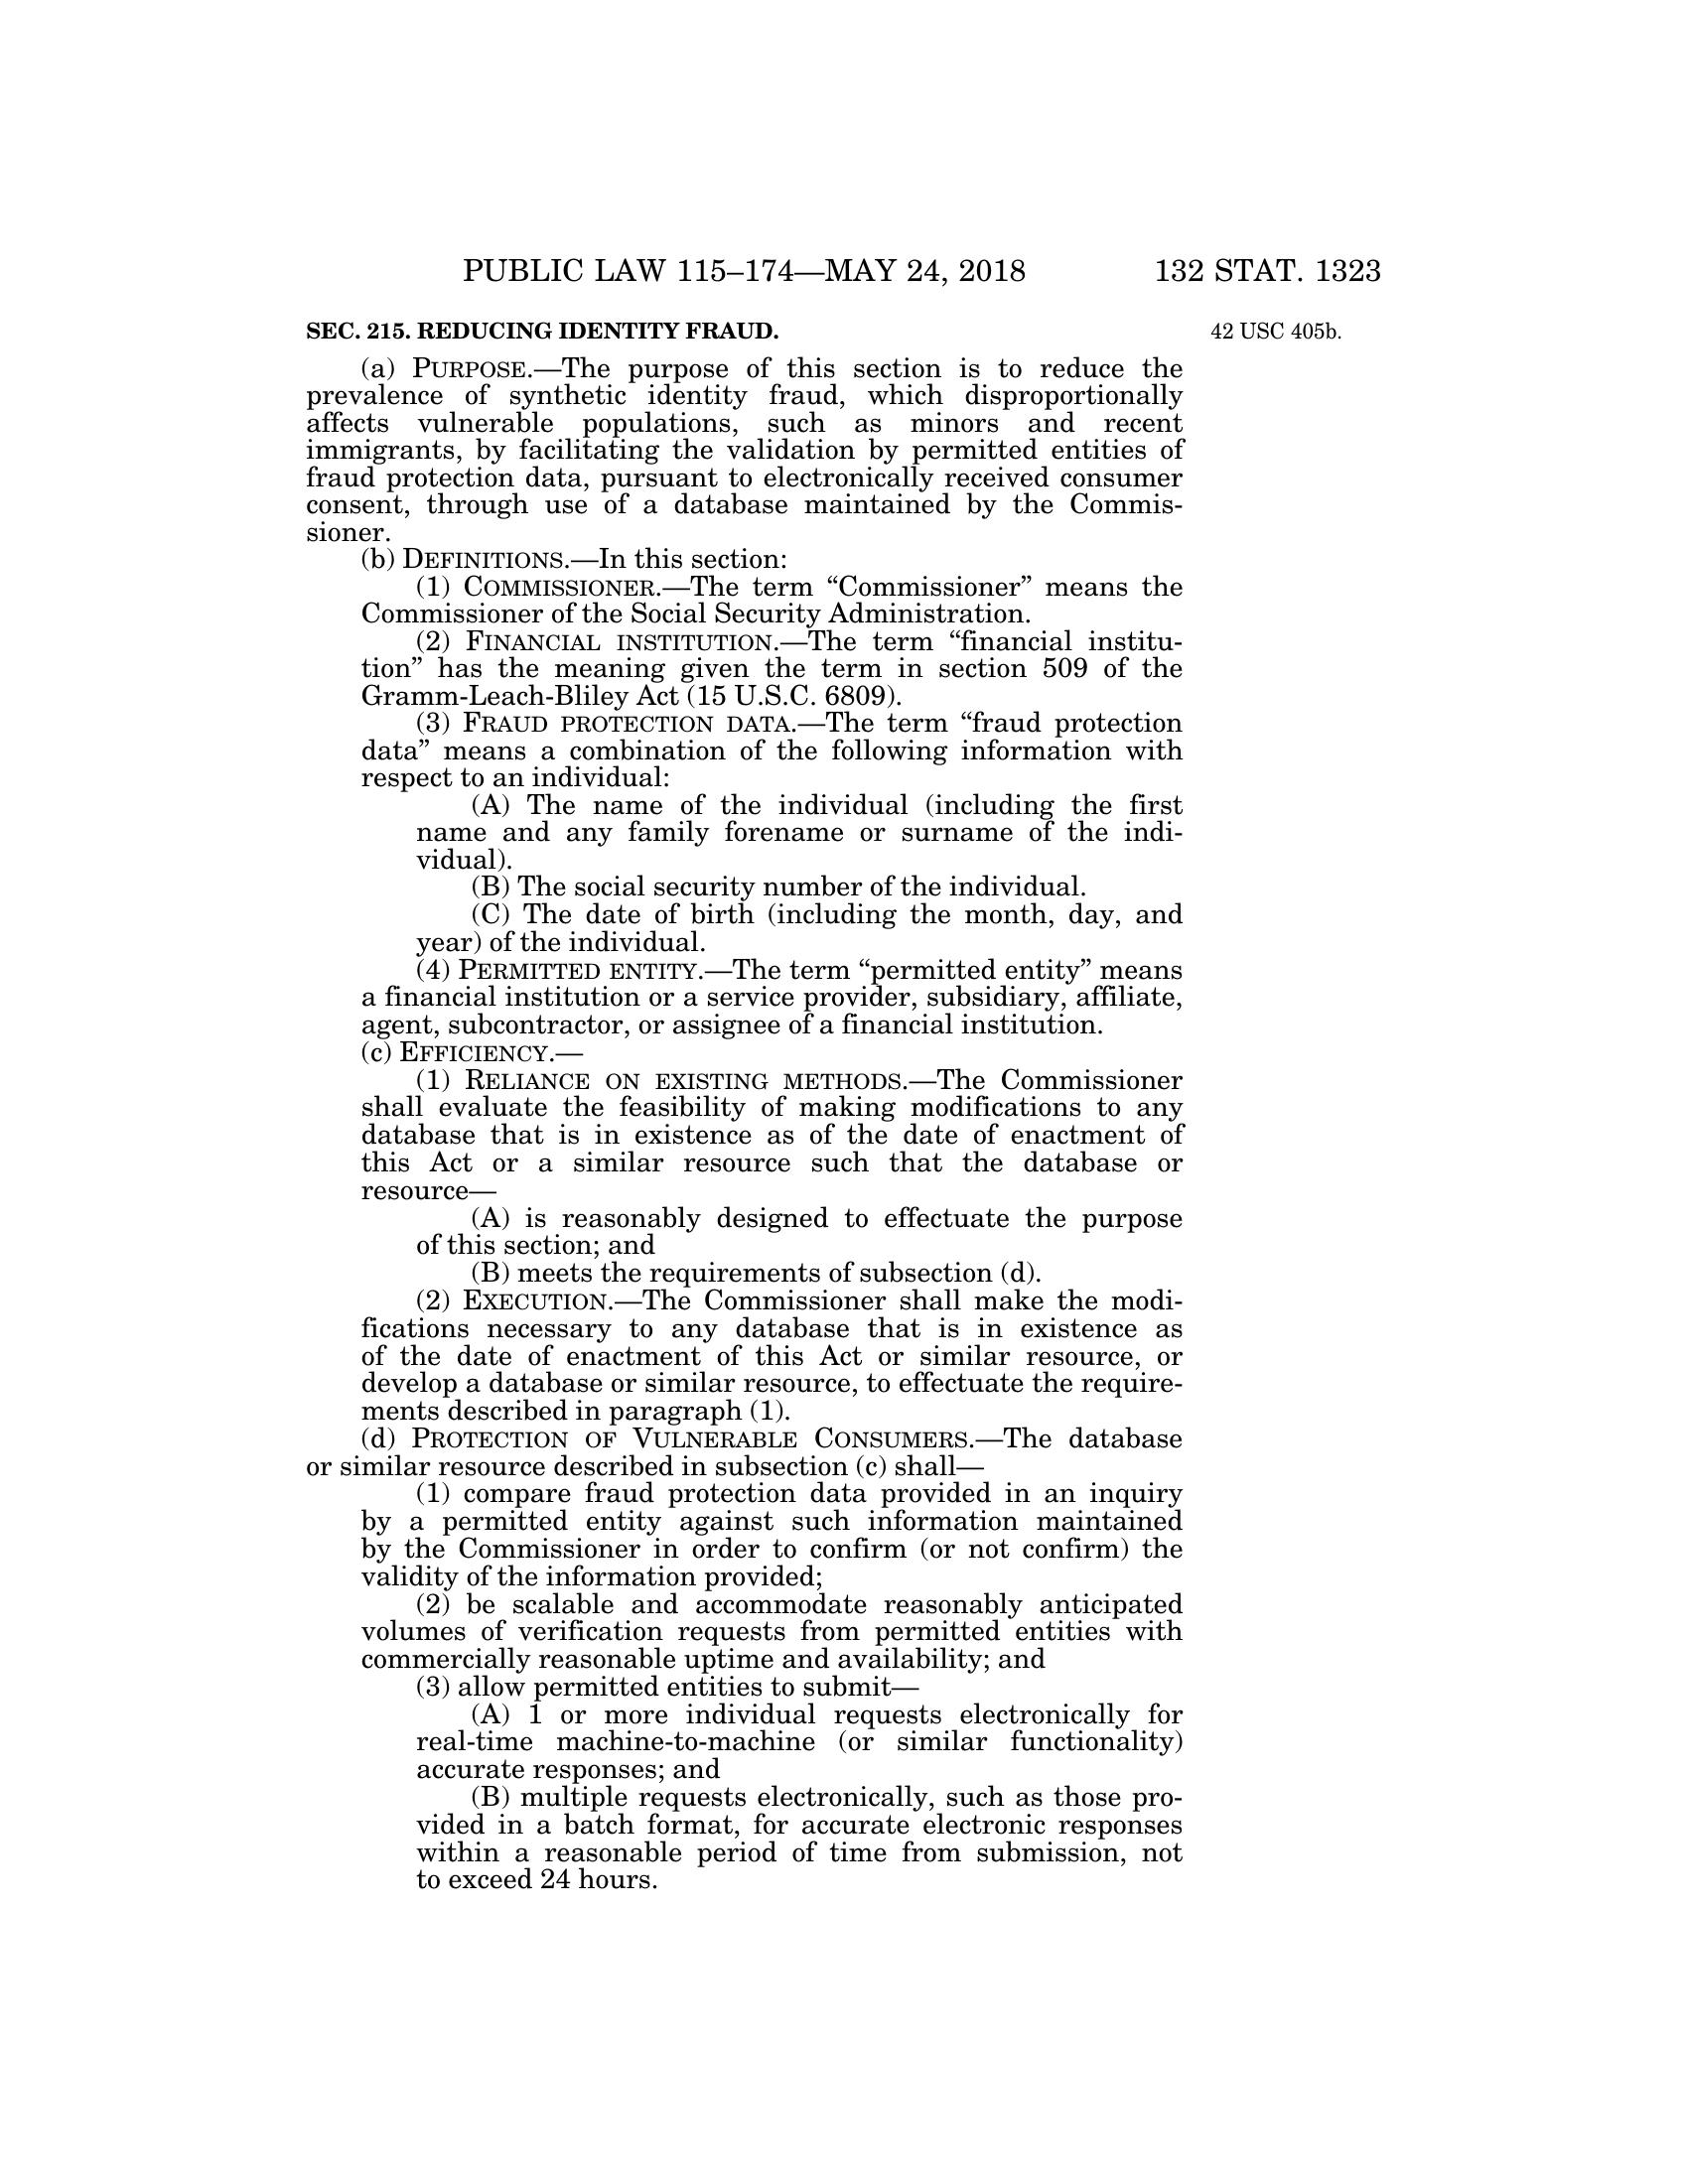 PUBLIC LAW 115–174—MAY 24, 2018 132 STAT. 1323
SEC. 215. REDUCING IDENTITY FRAUD. 42 USC 405b.
(a) PURPOSE.—The purpose of this section is to reduce the
prevalence of synthetic identity fraud, which disproportionally
affects vulnerable populations, such as minors and recent
immigrants, by facilitating the validation by permitted entities of
fraud protection data, pursuant to electronically received consumer
consent, through use of a database maintained by the Commis-
sioner.
(b) DEFINITIONS.—In this section:
(1) COMMISSIONER.—The term “Commissioner” means the
Commissioner of the Social Security Administration.
(2) FINANCIAL INSTITUTION.—The term “financial institu-
tion” has the meaning given the term in section 509 of the
Gramm-Leach-Bliley Act (15 U.S.C. 6809).
(3) FRAUD PROTECTION DATA.—The term “fraud protection
data” means a combination of the following information with
respect to an individual:
(A) The name of the individual (including the first
name and any family forename or surname of the indi-
vidual).
(B) The social security number of the individual.
(C) The date of birth (including the month, day, and
year) of the individual.
(4) PERMITTED ENTITY.—The term “permitted entity” means
a financial institution or a service provider, subsidiary, affiliate,
agent, subcontractor, or assignee of a financial institution.
(c) EFFICIENCY.—
(1) RELIANCE ON EXISTING METHODS.—The Commissioner
shall evaluate the feasibility of making modifications to any
database that is in existence as of the date of enactment of
this Act or a similar resource such that the database or
resource—
(A) is reasonably designed to effectuate the purpose
of this section; and
(B) meets the requirements of subsection (d).
(2) EXECUTION.—The Commissioner shall make the modi-
fications necessary to any database that is in existence as
of the date of enactment of this Act or similar resource, or
develop a database or similar resource, to effectuate the require-
ments described in paragraph (1).
(d) PROTECTION OF VULNERABLE CONSUMERS.—The database
or similar resource described in subsection (c) shall—
(1) compare fraud protection data provided in an inquiry
by a permitted entity against such information maintained
by the Commissioner in order to confirm (or not confirm) the
validity of the information provided;
(2) be scalable and accommodate reasonably anticipated
volumes of verification requests from permitted entities with
commercially reasonable uptime and availability; and
(3) allow permitted entities to submit—
(A) 1 or more individual requests electronically for
real-time machine-to-machine (or similar functionality)
accurate responses; and
(B) multiple requests electronically, such as those pro-
vided in a batch format, for accurate electronic responses
within a reasonable period of time from submission, not
to exceed 24 hours.